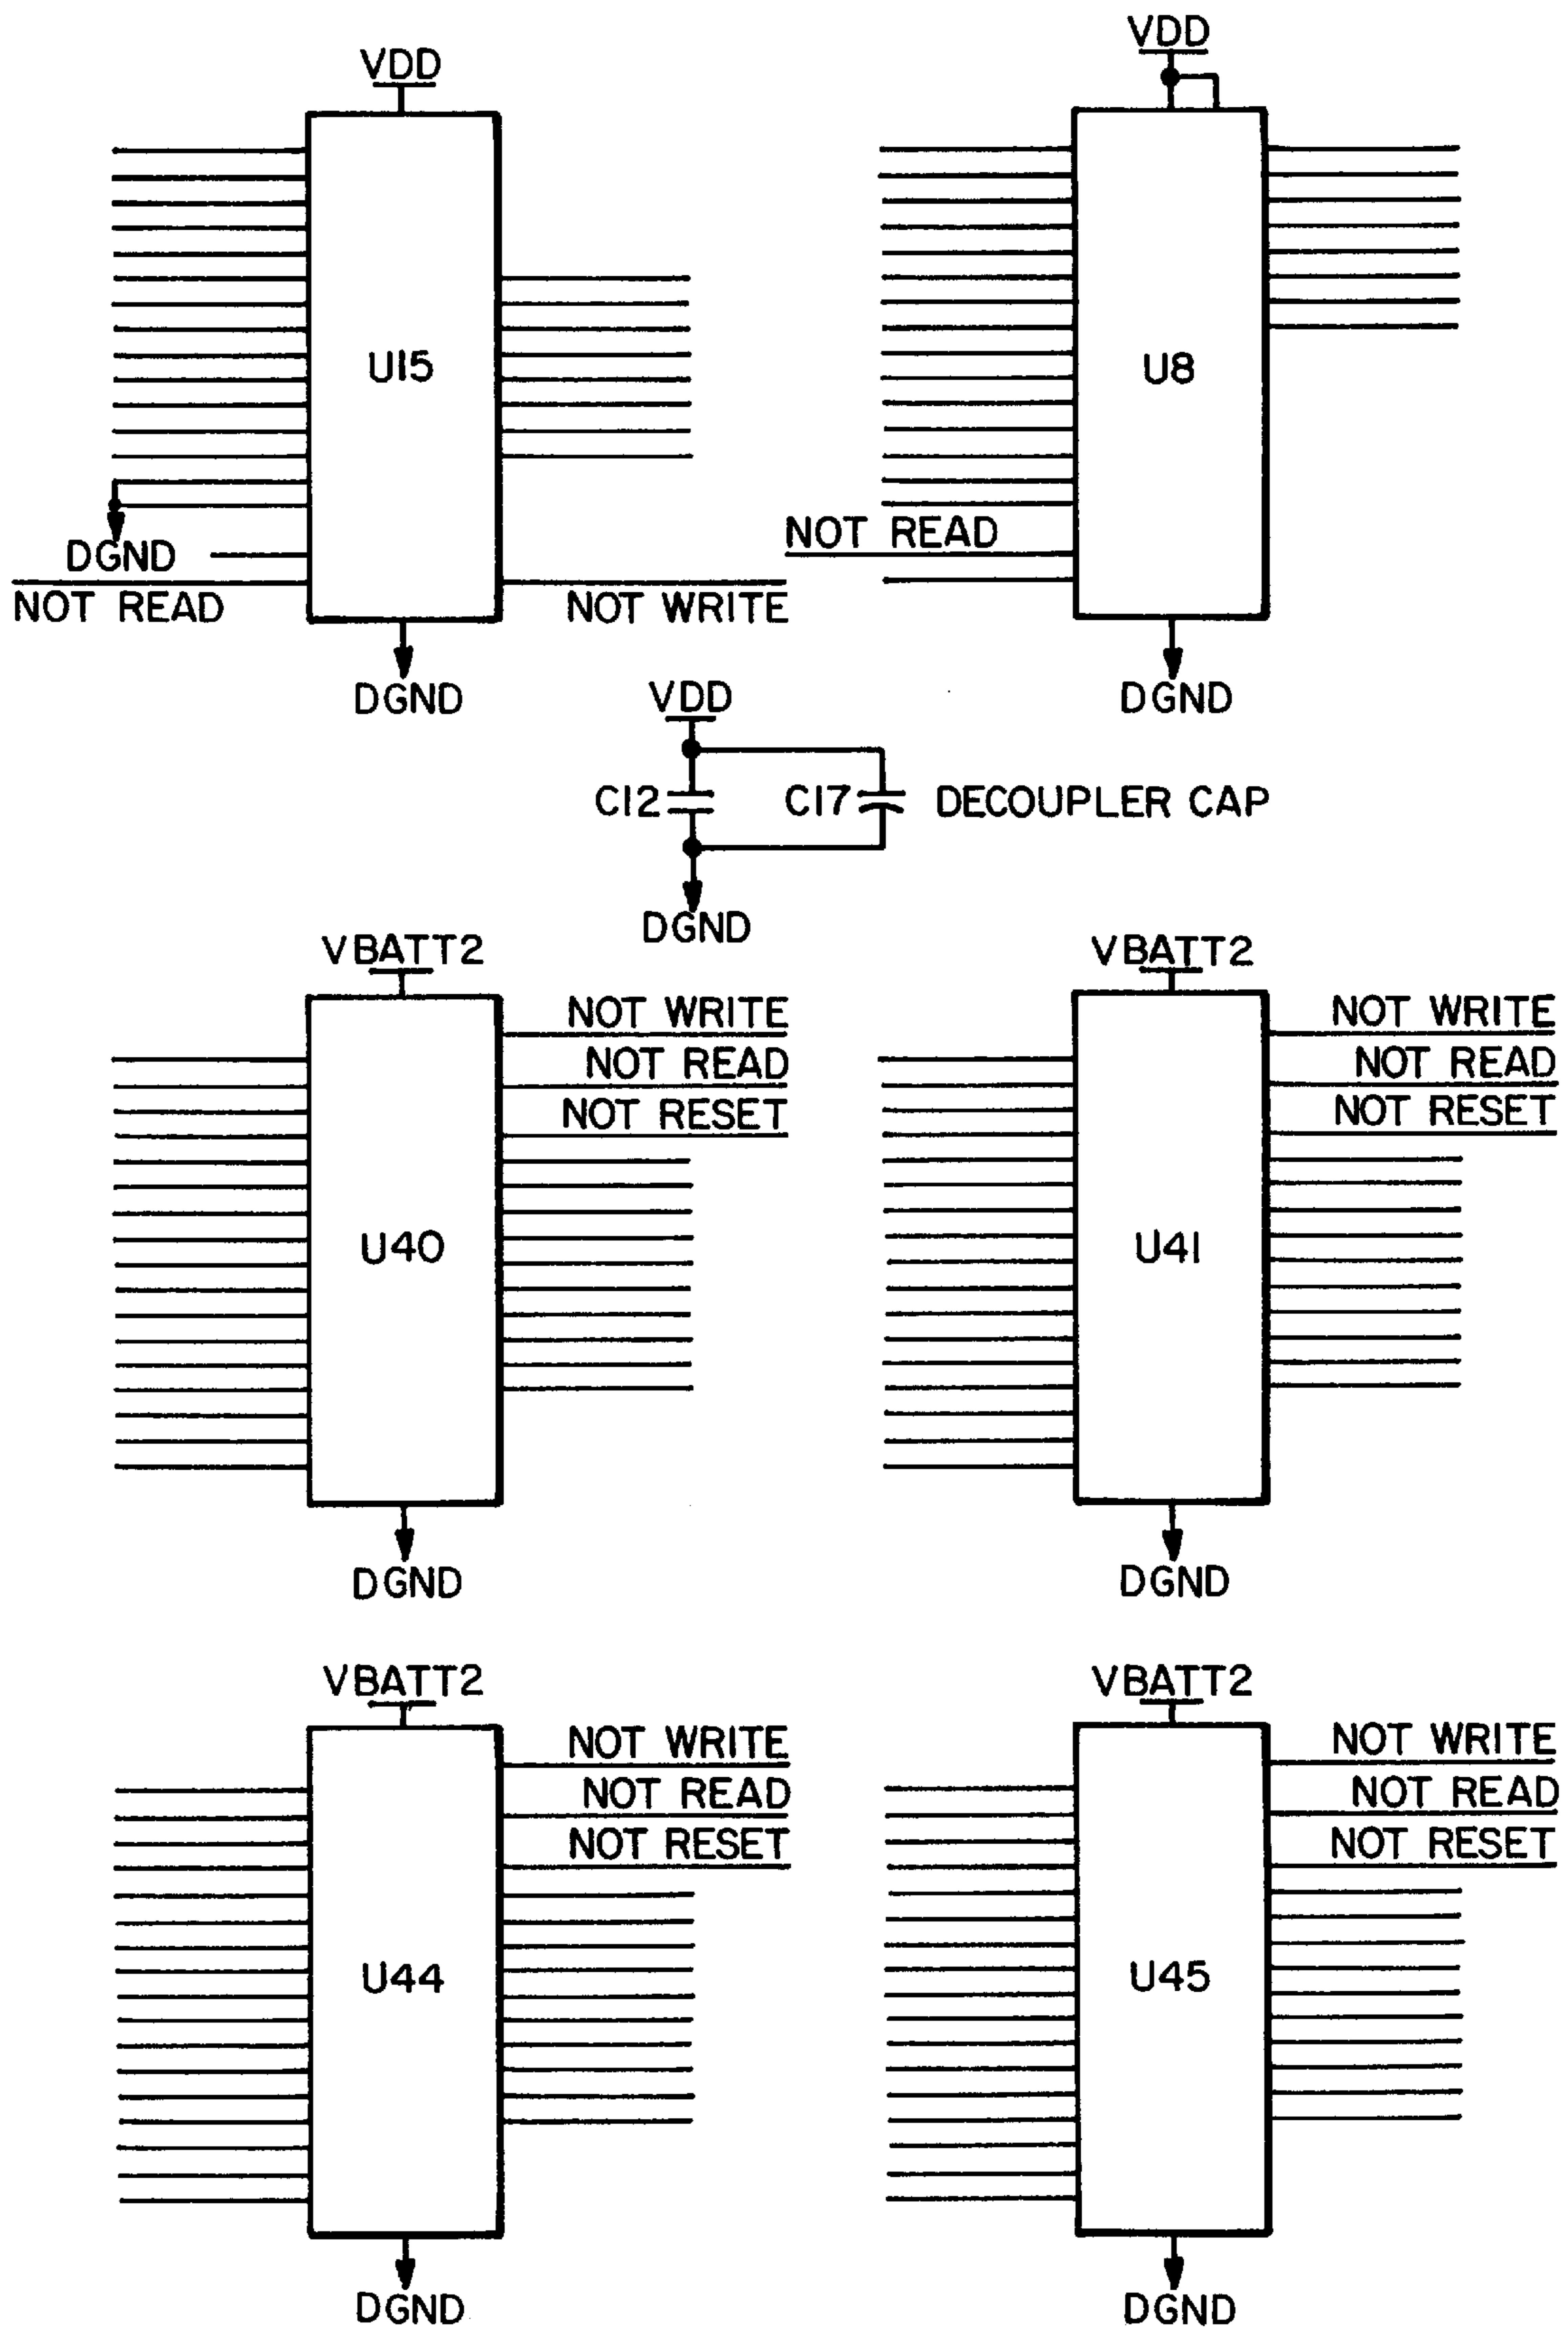 VDD
VDD
U15
U8
DGND
NOT READ
NOT WRITE
NOT READ
DGND
DGND
VDD
C12
C17
DECOUPLER CAP
DGND
VBATT2
VBATT2
NOT WRITE
NOT READ
NOT RESET
NOT WRITE
NOT READ
NOT RESET
U40
U41
DGND
DGND
VBATT2
VBATT2
NOT WRITE
NOT READ
NOT RESET
NOT WRITE
NOT READ
NOT RESET
U44
U45
DGND
DGND